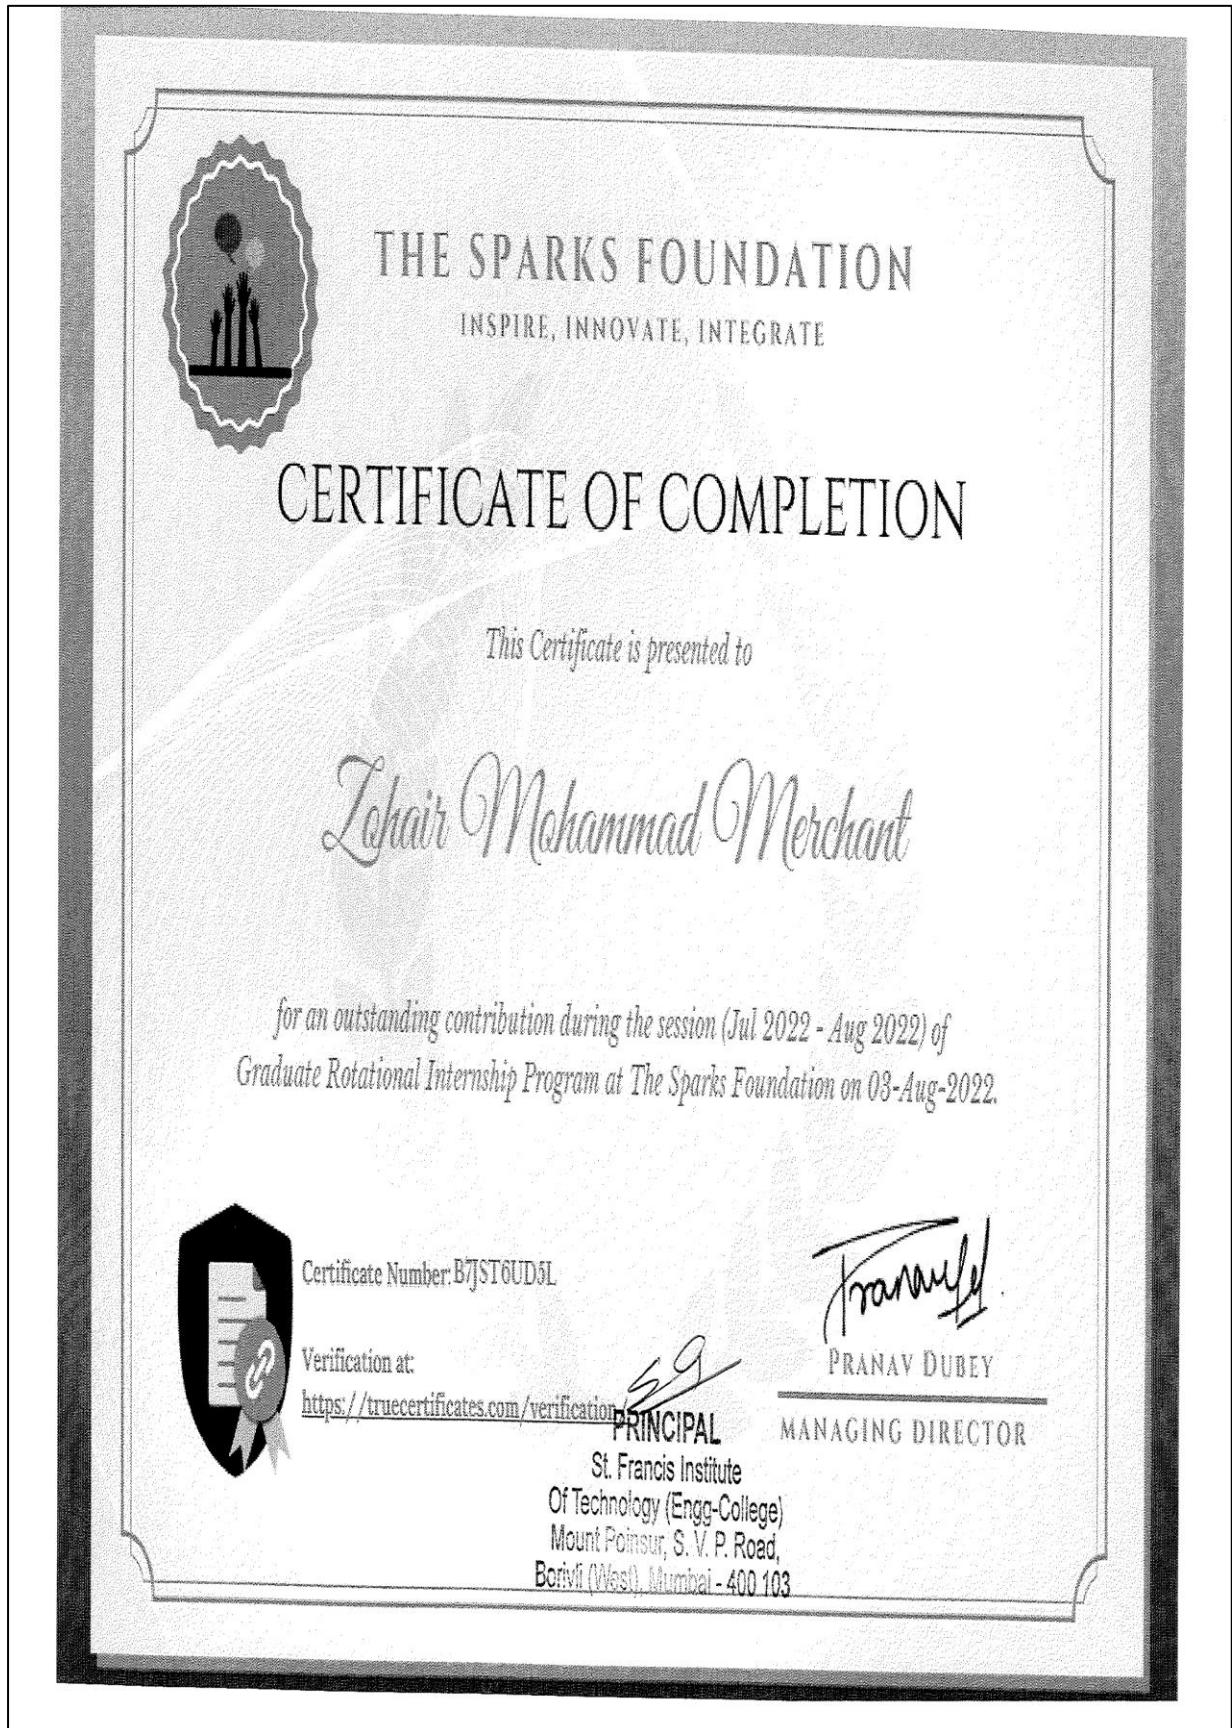 THE SPARKS FOUNDATION
INSPIRE, INNOVATE, INTEGRATE
CERTIFICATE OF COMPLETION
This Certificate is presented to
Zohair Mohammad Merchant
for an outstanding contribution during the session (Jul 2022 - Aug 2022) of
Graduate Rotational Internship Program at The Sparks Foundation on 03-Aug-2022.
Certificate Number: B7JST6UD5L
Verification at:
https://truecertificates.com/verification
PRANAV DUBEY
MANAGING DIRECTOR
PRINCIPAL
St. Francis Institute
Of Technology (Engg-College)
Mount Poinsur, S. V. P. Road,
Borivli (West), Mumbai - 400 103